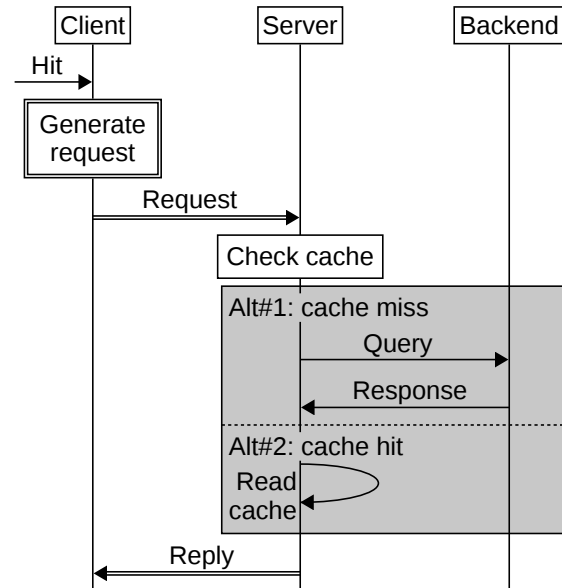 Client
Server
Backend
Hit
Generate
request
Request
Check cache
Alt#1: cache miss
Query
Response
Alt#2: cache hit
Read
cache
Reply